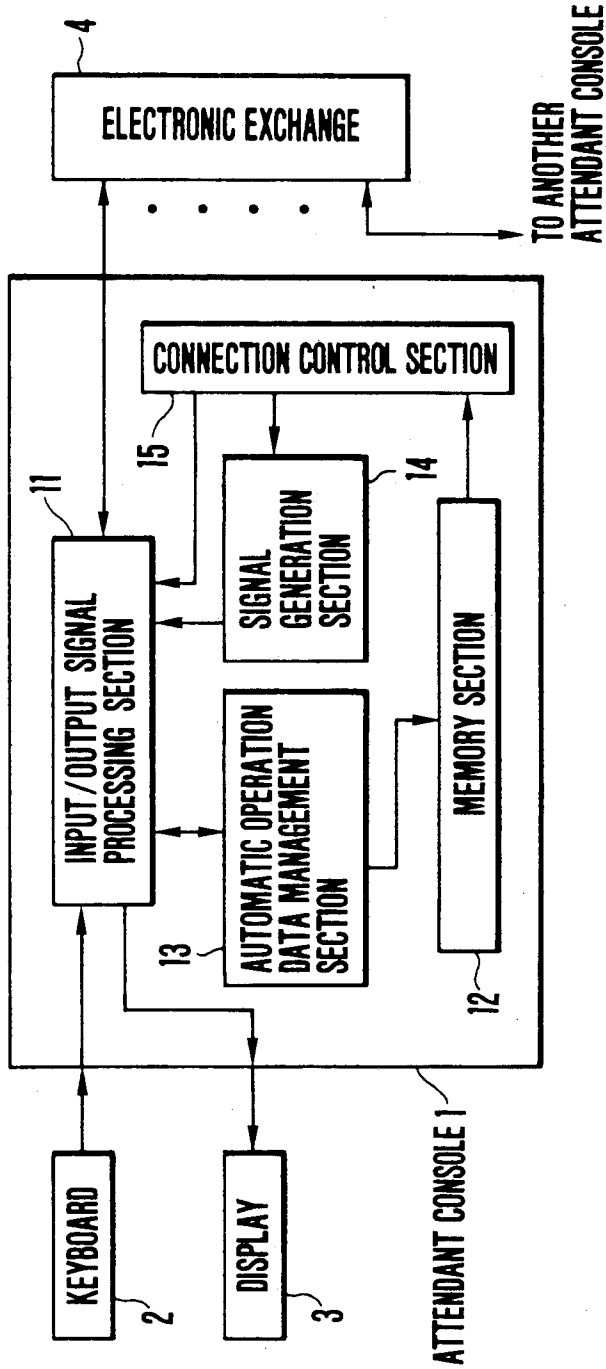 KEYBOARD
2
DISPLAY
3
ATTENDANT CONSOLE 1
11
INPUT/OUTPUT SIGNAL
PROCESSING SECTION
13
AUTOMATIC OPERATION
DATA MANAGEMENT
SECTION
SIGNAL
GENERATION
SECTION
14
15
CONNECTION CONTROL SECTION
MEMORY SECTION
12
4
ELECTRONIC EXCHANGE
TO ANOTHER
ATTENDANT CONSOLE